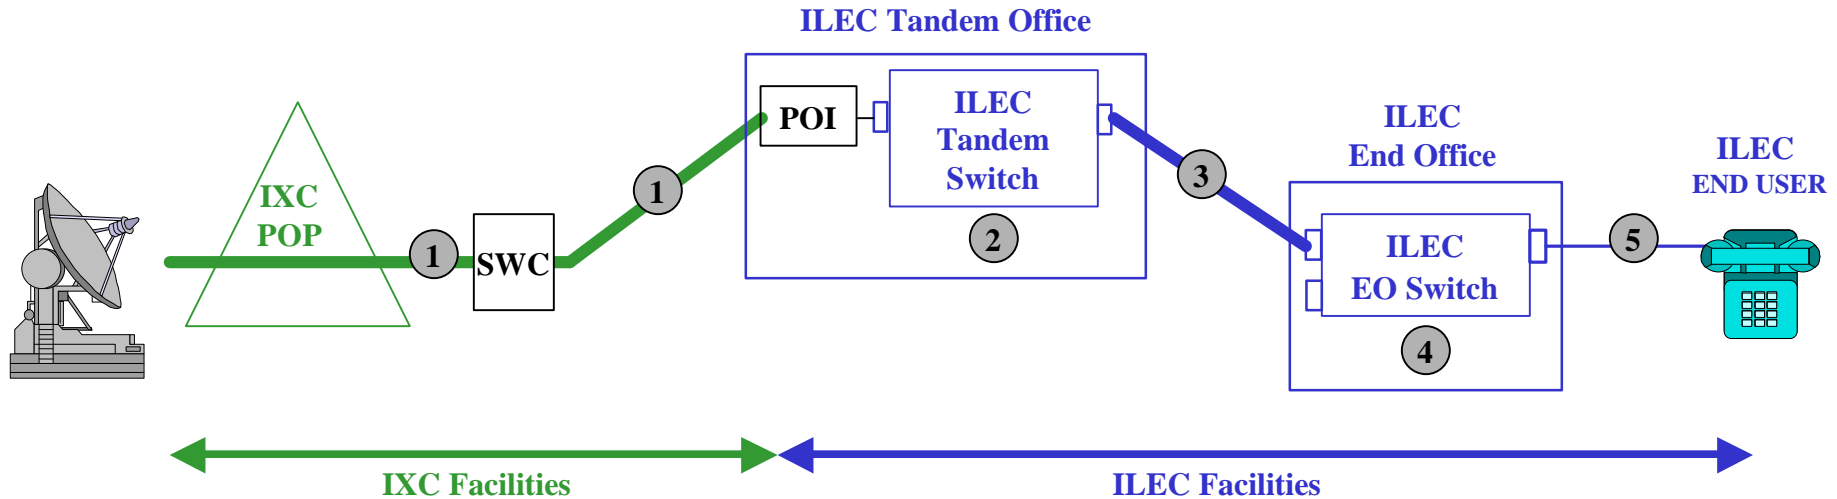 ILEC Tandem Office
IXC
POP
1
SWC
1
POI
ILEC
Tandem
Switch
2
3
ILEC
End Office
ILEC
EO Switch
4
5
ILEC
END USER
IXC Facilities
ILEC Facilities